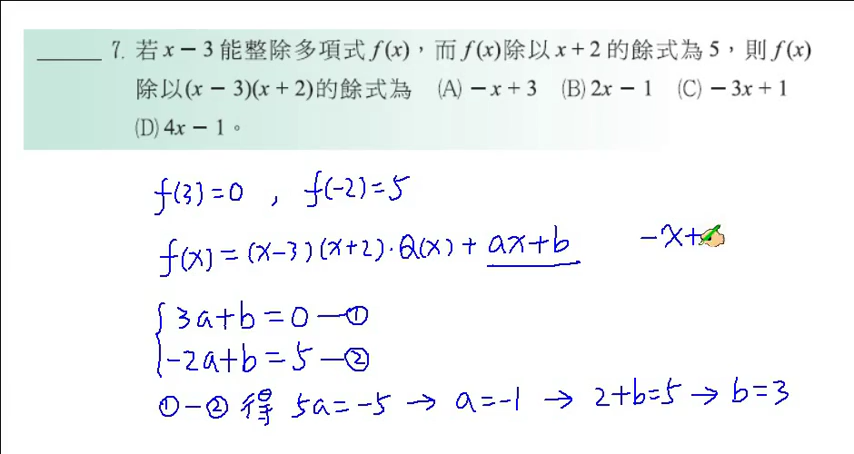 ______ 7. 若 x − 3 能整除多項式 f(x),而 f(x)除以 x + 2 的餘式為 5,則 f(x)
除以(x − 3)(x + 2)的餘式為 (A) − x + 3 (B) 2x − 1 (C) − 3x + 1
(D) 4x − 1。
f(3)=0 , f(-2)=5
f(x)=(x-3)(x+2)·Q(x)+ax+b -x+
3a+b=0—①
-2a+b=5—②
①-② 得 5a=-5 → a=-1 → 2+b=5 → b=3